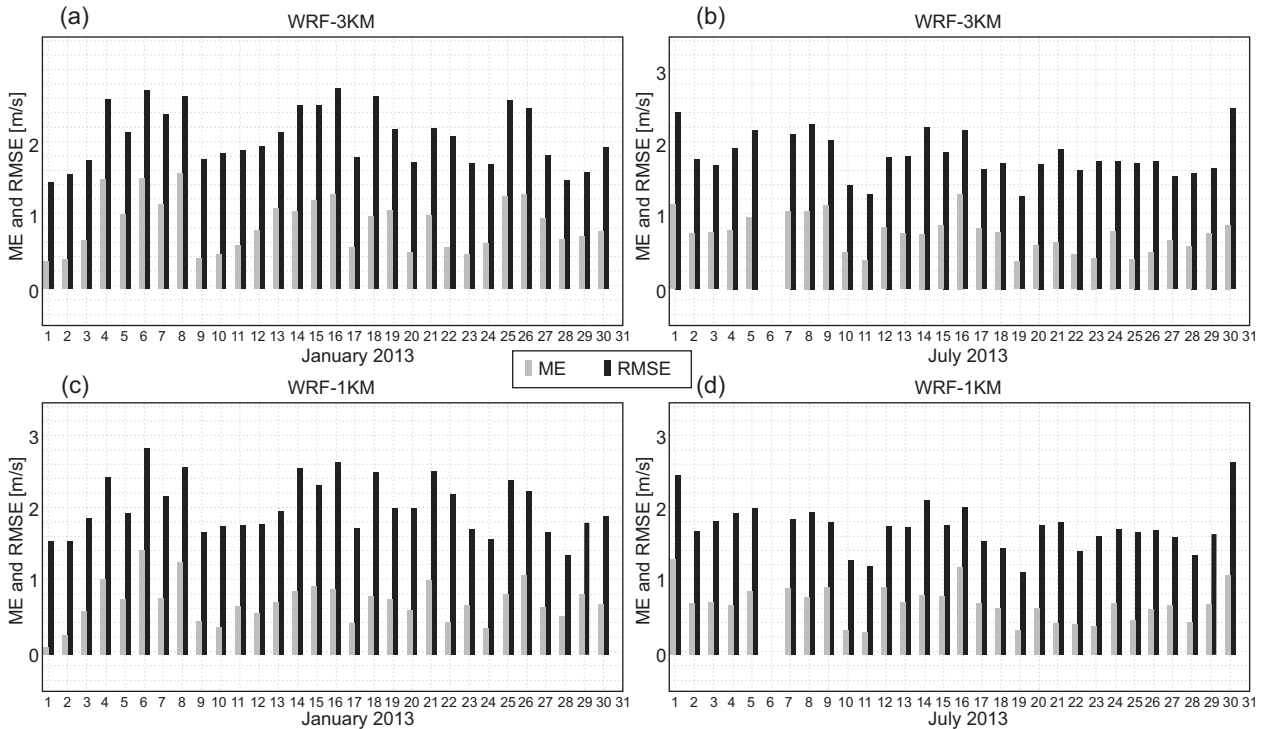 (a)
WRF-3KM
ME and RMSE [m/s]
2
1
0
1 2 3 4 5 6 7 8 9 10 11 12 13 14 15 16 17 18 19 20 21 22 23 24 25 26 27 28 29 30 31
January 2013
(b)
WRF-3KM
ME and RMSE [m/s]
3
2
1
0
1 2 3 4 5 6 7 8 9 10 11 12 13 14 15 16 17 18 19 20 21 22 23 24 25 26 27 28 29 30 31
July 2013
ME RMSE
(c)
WRF-1KM
ME and RMSE [m/s]
3
2
1
0
1 2 3 4 5 6 7 8 9 10 11 12 13 14 15 16 17 18 19 20 21 22 23 24 25 26 27 28 29 30 31
January 2013
(d)
WRF-1KM
ME and RMSE [m/s]
3
2
1
0
1 2 3 4 5 6 7 8 9 10 11 12 13 14 15 16 17 18 19 20 21 22 23 24 25 26 27 28 29 30 31
July 2013